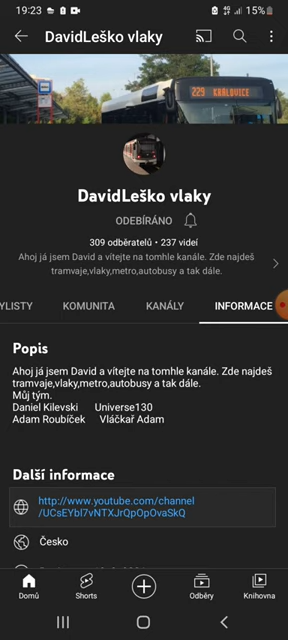 19:23
15%
DavidLeško vlaky
229 KRÁLOVICE
DavidLeško vlaky
ODEBÍRÁNO
309 odběratelů • 237 videí
Ahoj já jsem David a vítejte na tomhle kanále. Zde najdeš
tramvaje,vlaky,metro,autobusy a tak dále.
YLISTY KOMUNITA KANÁLY INFORMACE
Popis
Ahoj já jsem David a vítejte na tomhle kanále. Zde najdeš
tramvaje,vlaky,metro,autobusy a tak dále.
Můj tým.
Daniel Kilevski Universe130
Adam Roubíček Vláčkař Adam
Další informace
http://www.youtube.com/channel
/UCsEYbl7vNTXJrQpOpOvaSkQ
Česko
Domů Shorts Odběry Knihovna